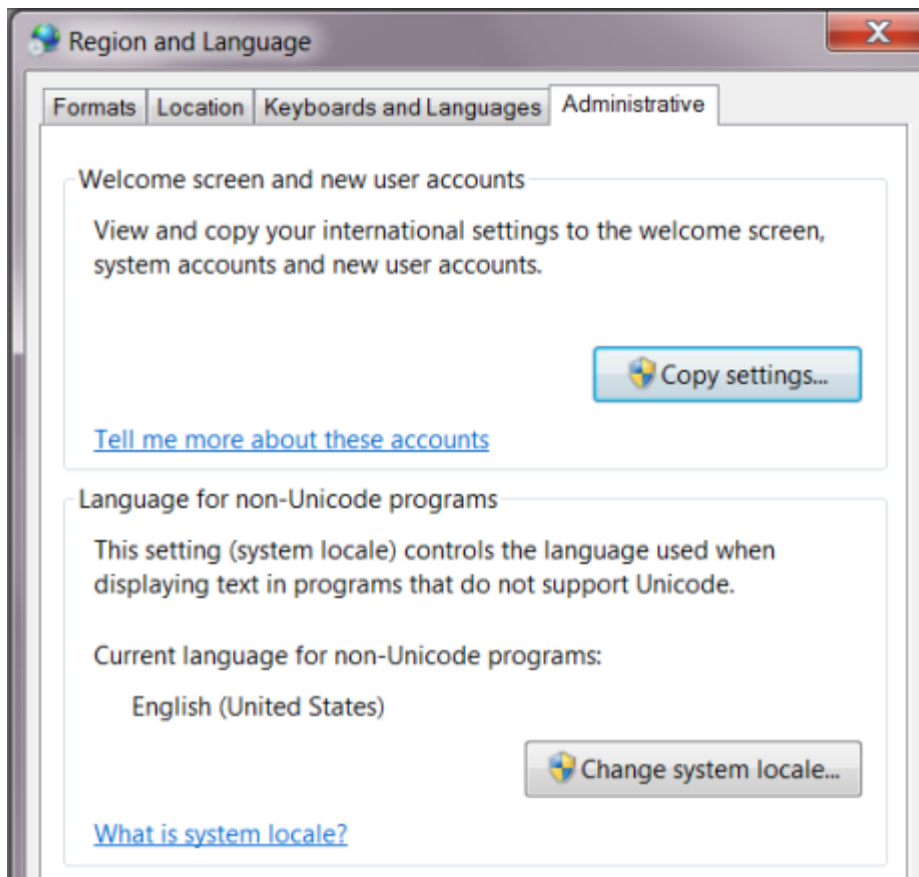 Region and Language
Formats Location Keyboards and Languages Administrative
Welcome screen and new user accounts
View and copy your international settings to the welcome screen,
system accounts and new user accounts.
Copy settings...
Tell me more about these accounts
Language for non-Unicode programs
This setting (system locale) controls the language used when
displaying text in programs that do not support Unicode.
Current language for non-Unicode programs:
English (United States)
Change system locale...
What is system locale?